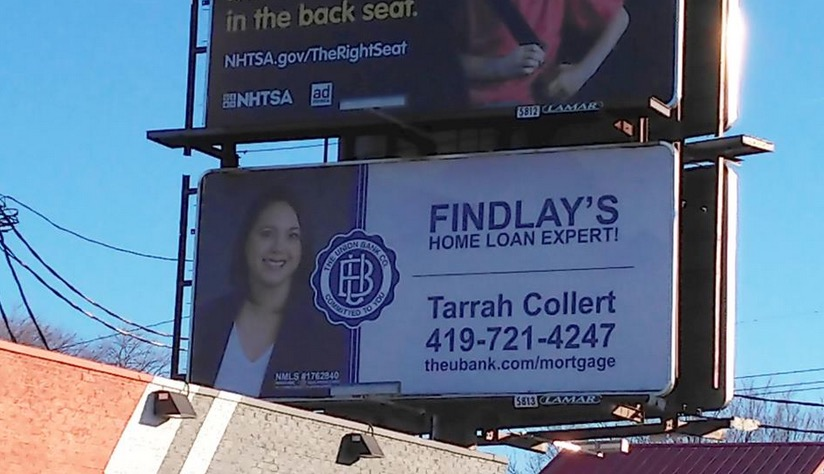 in the back seat.
NHTSA.gov/TheRightSeat
NHTSA
ad
5812 LAMAR
FINDLAY'S
HOME LOAN EXPERT!
THE UNION BANK CO.
UB
COMMITTED TO YOU
Tarrah Collert
419-721-4247
theubank.com/mortgage
NMLS #1762840
5813 LAMAR